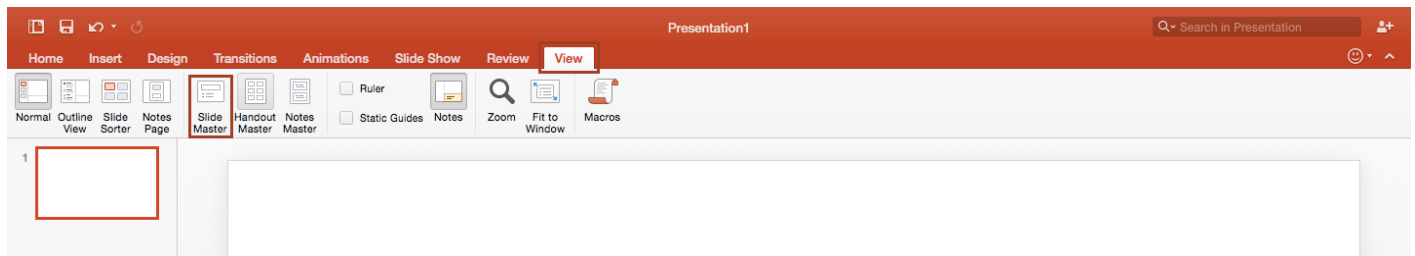 Presentation1
Search in Presentation
Home Insert Design Transitions Animations Slide Show Review View
Normal Outline View Slide Sorter Notes Page Slide Master Handout Master Notes Master Ruler Static Guides Notes Zoom Fit to Window Macros
1